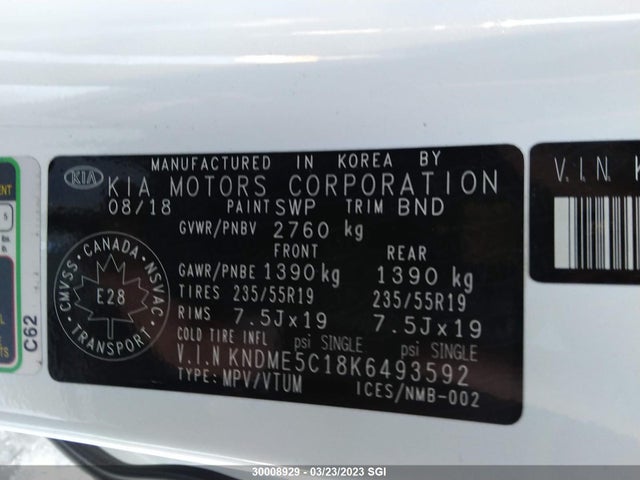 MANUFACTURED IN KOREA BY
KIA KIA MOTORS CORPORATION
08/18 PAINT SWP TRIM BND
GVWR/PNBV 2760 kg
FRONT REAR
GAWR/PNBE 1390 kg 1390 kg
TIRES 235/55R19 235/55R19
RIMS 7.5Jx19 7.5Jx19
COLD TIRE INFL psi SINGLE psi SINGLE
V.I.N KNDME5C18K6493592
TYPE: MPV/VTUM ICES/NMB-002
CANADA
CMVSS · NSVAC
E28
TRANSPORT
C62
V.I.N. K
ENT
5
30008929 - 03/23/2023 SGI